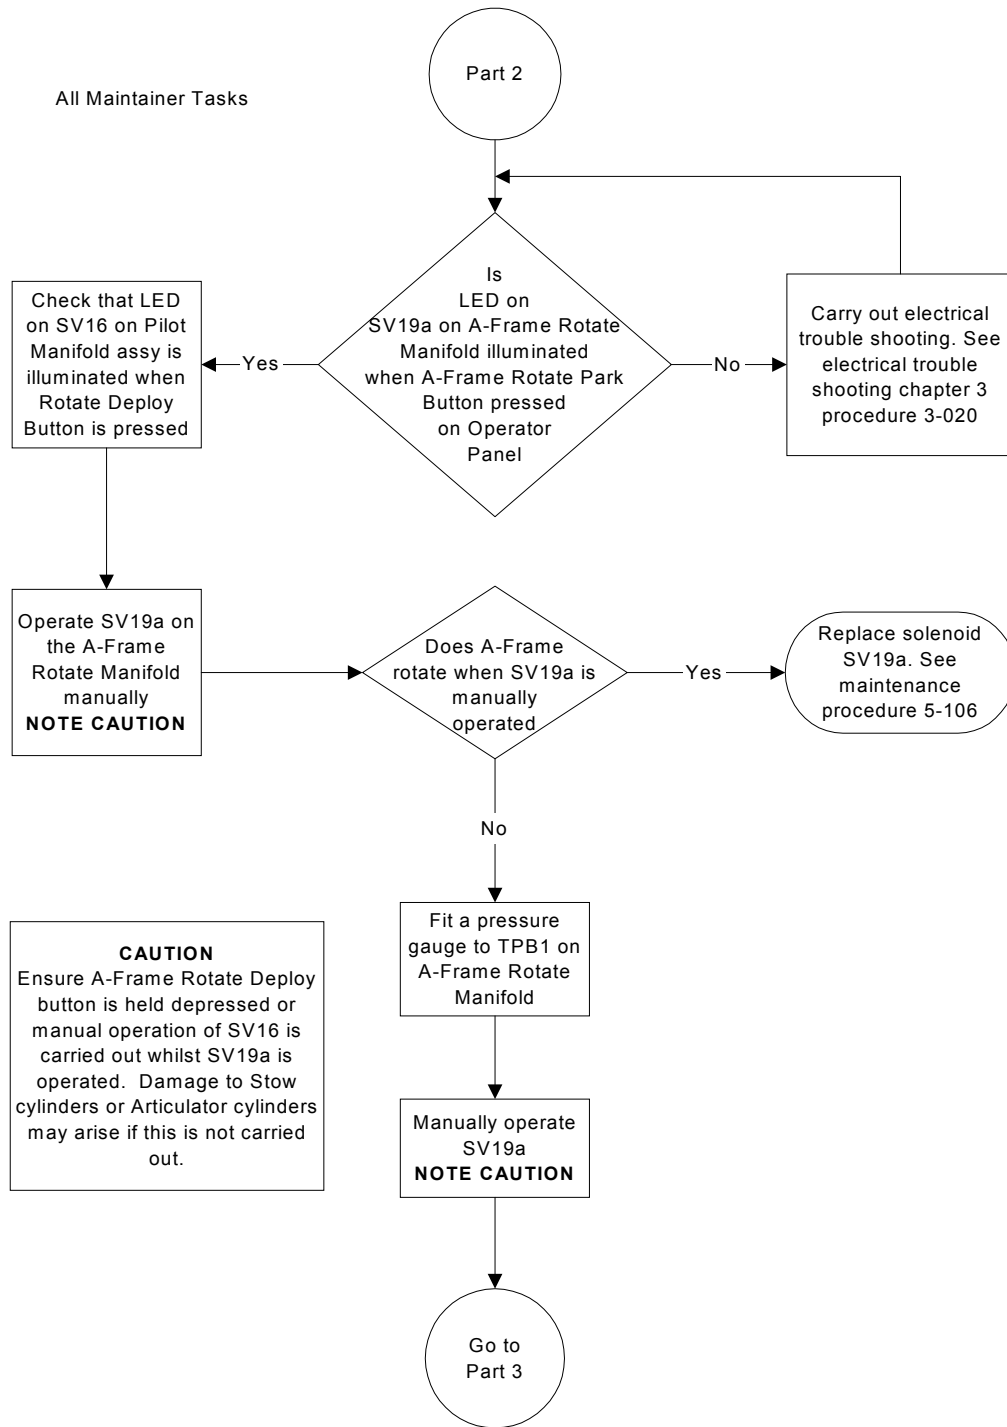 Part 2
All Maintainer Tasks
Is
LED on
SV19a on A-Frame Rotate
Manifold illuminated
when A-Frame Rotate Park
Button pressed
on Operator
Panel
Yes
No
Check that LED
on SV16 on Pilot
Manifold assy is
illuminated when
Rotate Deploy
Button is pressed
Carry out electrical
trouble shooting. See
electrical trouble
shooting chapter 3
procedure 3-020
Operate SV19a on
the A-Frame
Rotate Manifold
manually
NOTE CAUTION
Does A-Frame
rotate when SV19a is
manually
operated
Yes
Replace solenoid
SV19a. See
maintenance
procedure 5-106
No
Fit a pressure
gauge to TPB1 on
A-Frame Rotate
Manifold
CAUTION
Ensure A-Frame Rotate Deploy
button is held depressed or
manual operation of SV16 is
carried out whilst SV19a is
operated.  Damage to Stow
cylinders or Articulator cylinders
may arise if this is not carried
out.
Manually operate
SV19a
NOTE CAUTION
Go to
Part 3